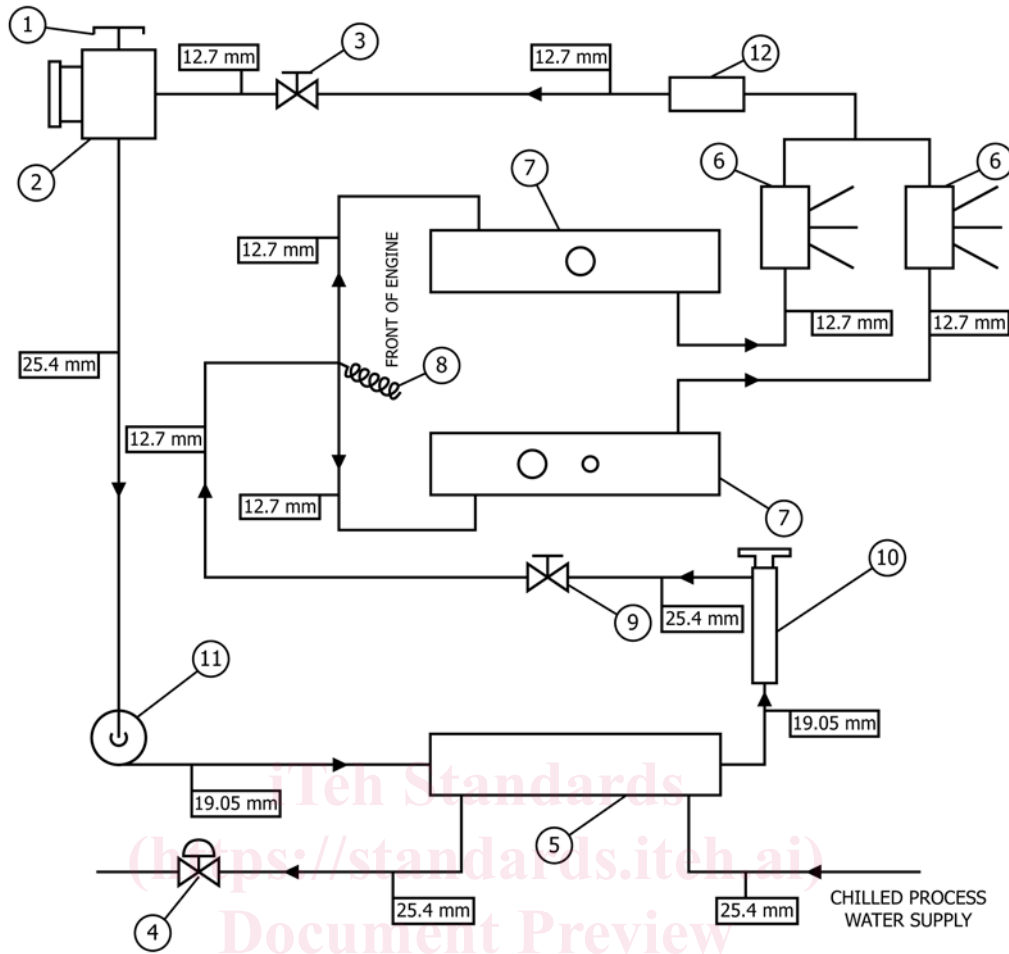 1
3
12
12.7 mm
12.7 mm
2
6
6
7
12.7 mm
FRONT OF ENGINE
12.7 mm
12.7 mm
25.4 mm
8
12.7 mm
12.7 mm
7
10
9
25.4 mm
11
19.05 mm
19.05 mm
iTeh Standards
5
(https://standards.iteh.ai)
4
25.4 mm
25.4 mm
CHILLED PROCESS
WATER SUPPLY
Document Preview